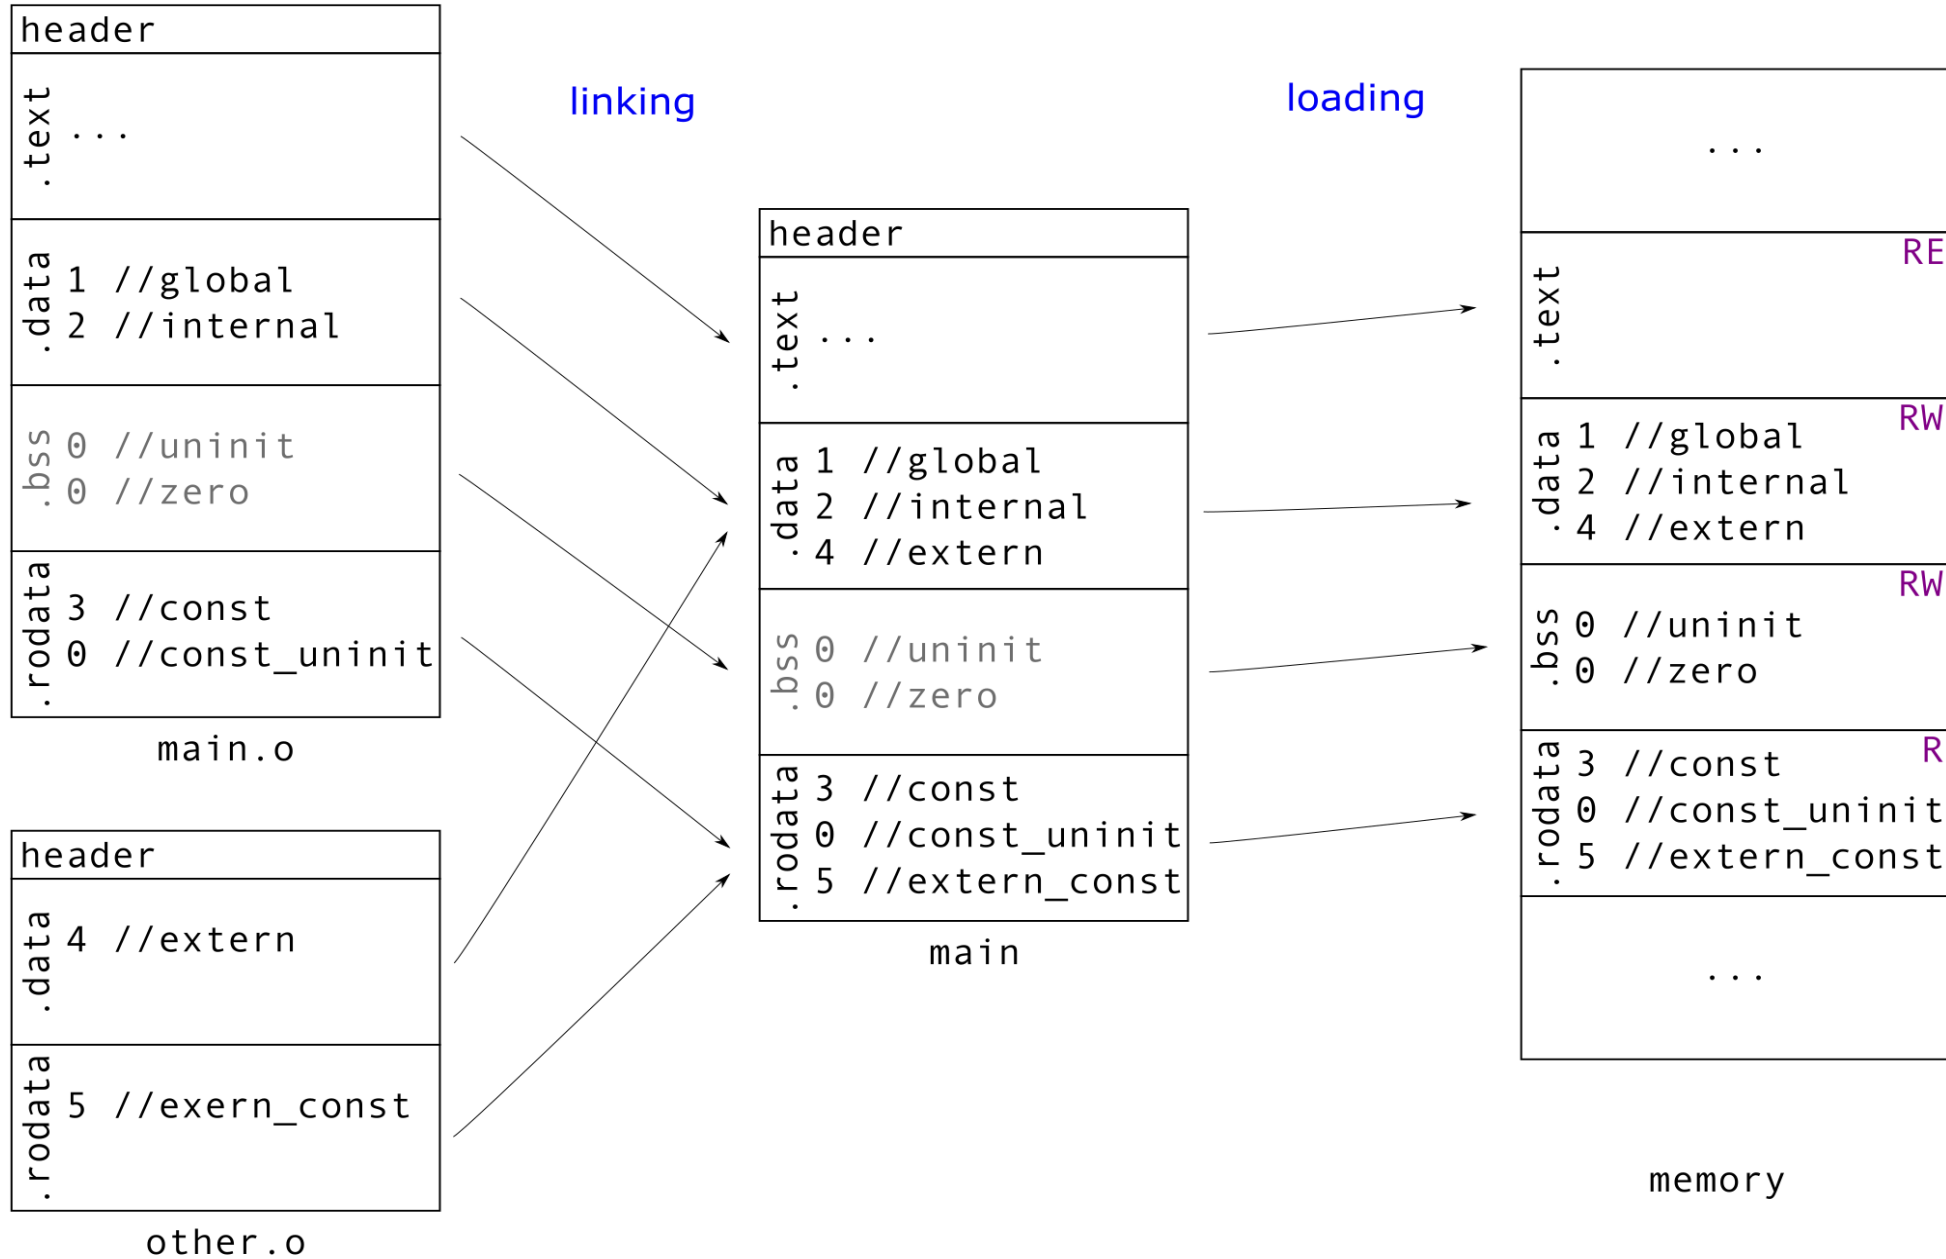 header
.text
...
.data
1 //global
2 //internal
.bss
0 //uninit
0 //zero
.rodata
3 //const
0 //const_uninit
main.o
header
.data
4 //extern
.rodata
5 //exern_const
other.o
linking
header
.text
...
.data
1 //global
2 //internal
4 //extern
.bss
0 //uninit
0 //zero
.rodata
3 //const
0 //const_uninit
5 //extern_const
main
loading
...
RE
.text
RW
.data
1 //global
2 //internal
4 //extern
RW
.bss
0 //uninit
0 //zero
R
.rodata
3 //const
0 //const_uninit
5 //extern_const
...
memory